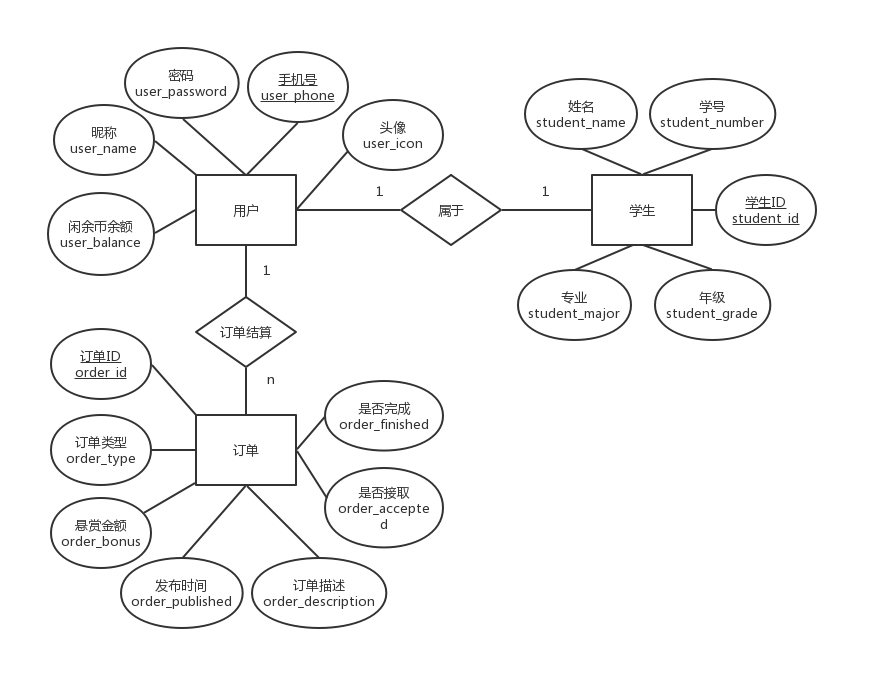 密码
user_password
手机号
user_phone
昵称
user_name
头像
user_icon
姓名
student_name
学号
student_number
闲余币余额
user_balance
用户
1
属于
1
学生
学生ID
student_id
1
专业
student_major
年级
student_grade
订单结算
n
订单ID
order_id
是否完成
order_finished
订单类型
order_type
订单
是否接取
order_accepte
d
悬赏金额
order_bonus
发布时间
order_published
订单描述
order_description